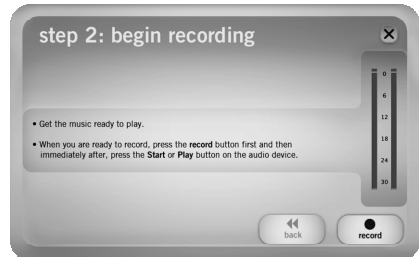 step 2: begin recording
• Get the music ready to play.
• When you are ready to record, press the record button first and then
immediately after, press the Start or Play button on the audio device.
0
6
12
18
24
30
back
record